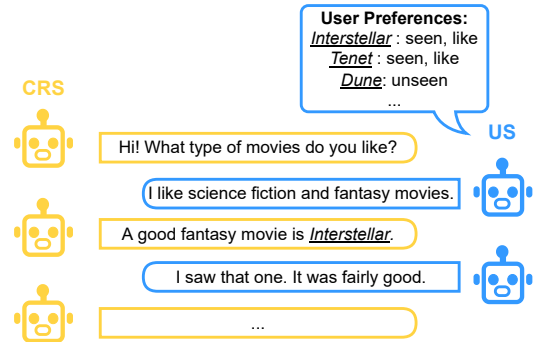 User Preferences:
Interstellar : seen, like
Tenet : seen, like
Dune: unseen
...
CRS
US
Hi! What type of movies do you like?
I like science fiction and fantasy movies.
A good fantasy movie is Interstellar.
I saw that one. It was fairly good.
...